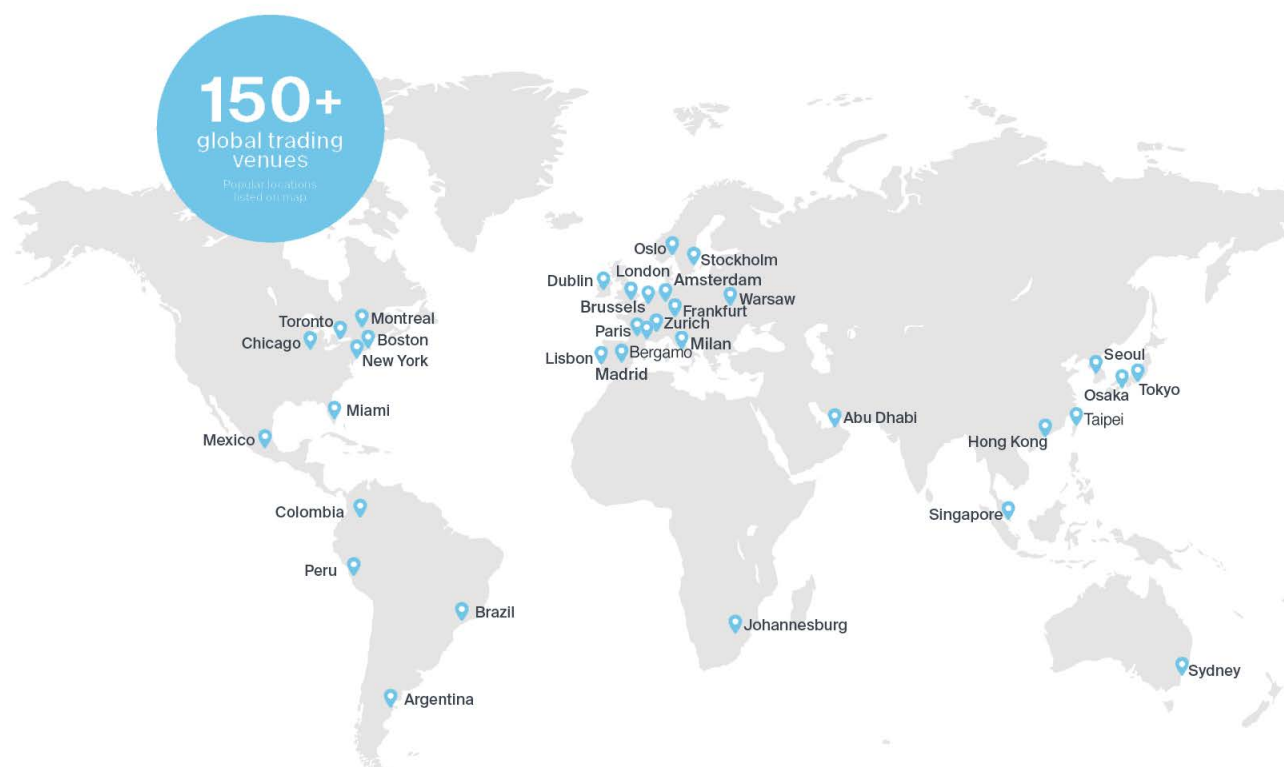 150+
global trading
venues
Popular locations
listed on map
Oslo
Stockholm
Dublin
London
Amsterdam
Brussels
Warsaw
Frankfurt
Paris
Zurich
Bergamo
Milan
Lisbon
Madrid
Toronto
Montreal
Chicago
Boston
New York
Miami
Mexico
Abu Dhabi
Seoul
Osaka
Tokyo
Taipei
Hong Kong
Singapore
Colombia
Peru
Brazil
Argentina
Johannesburg
Sydney